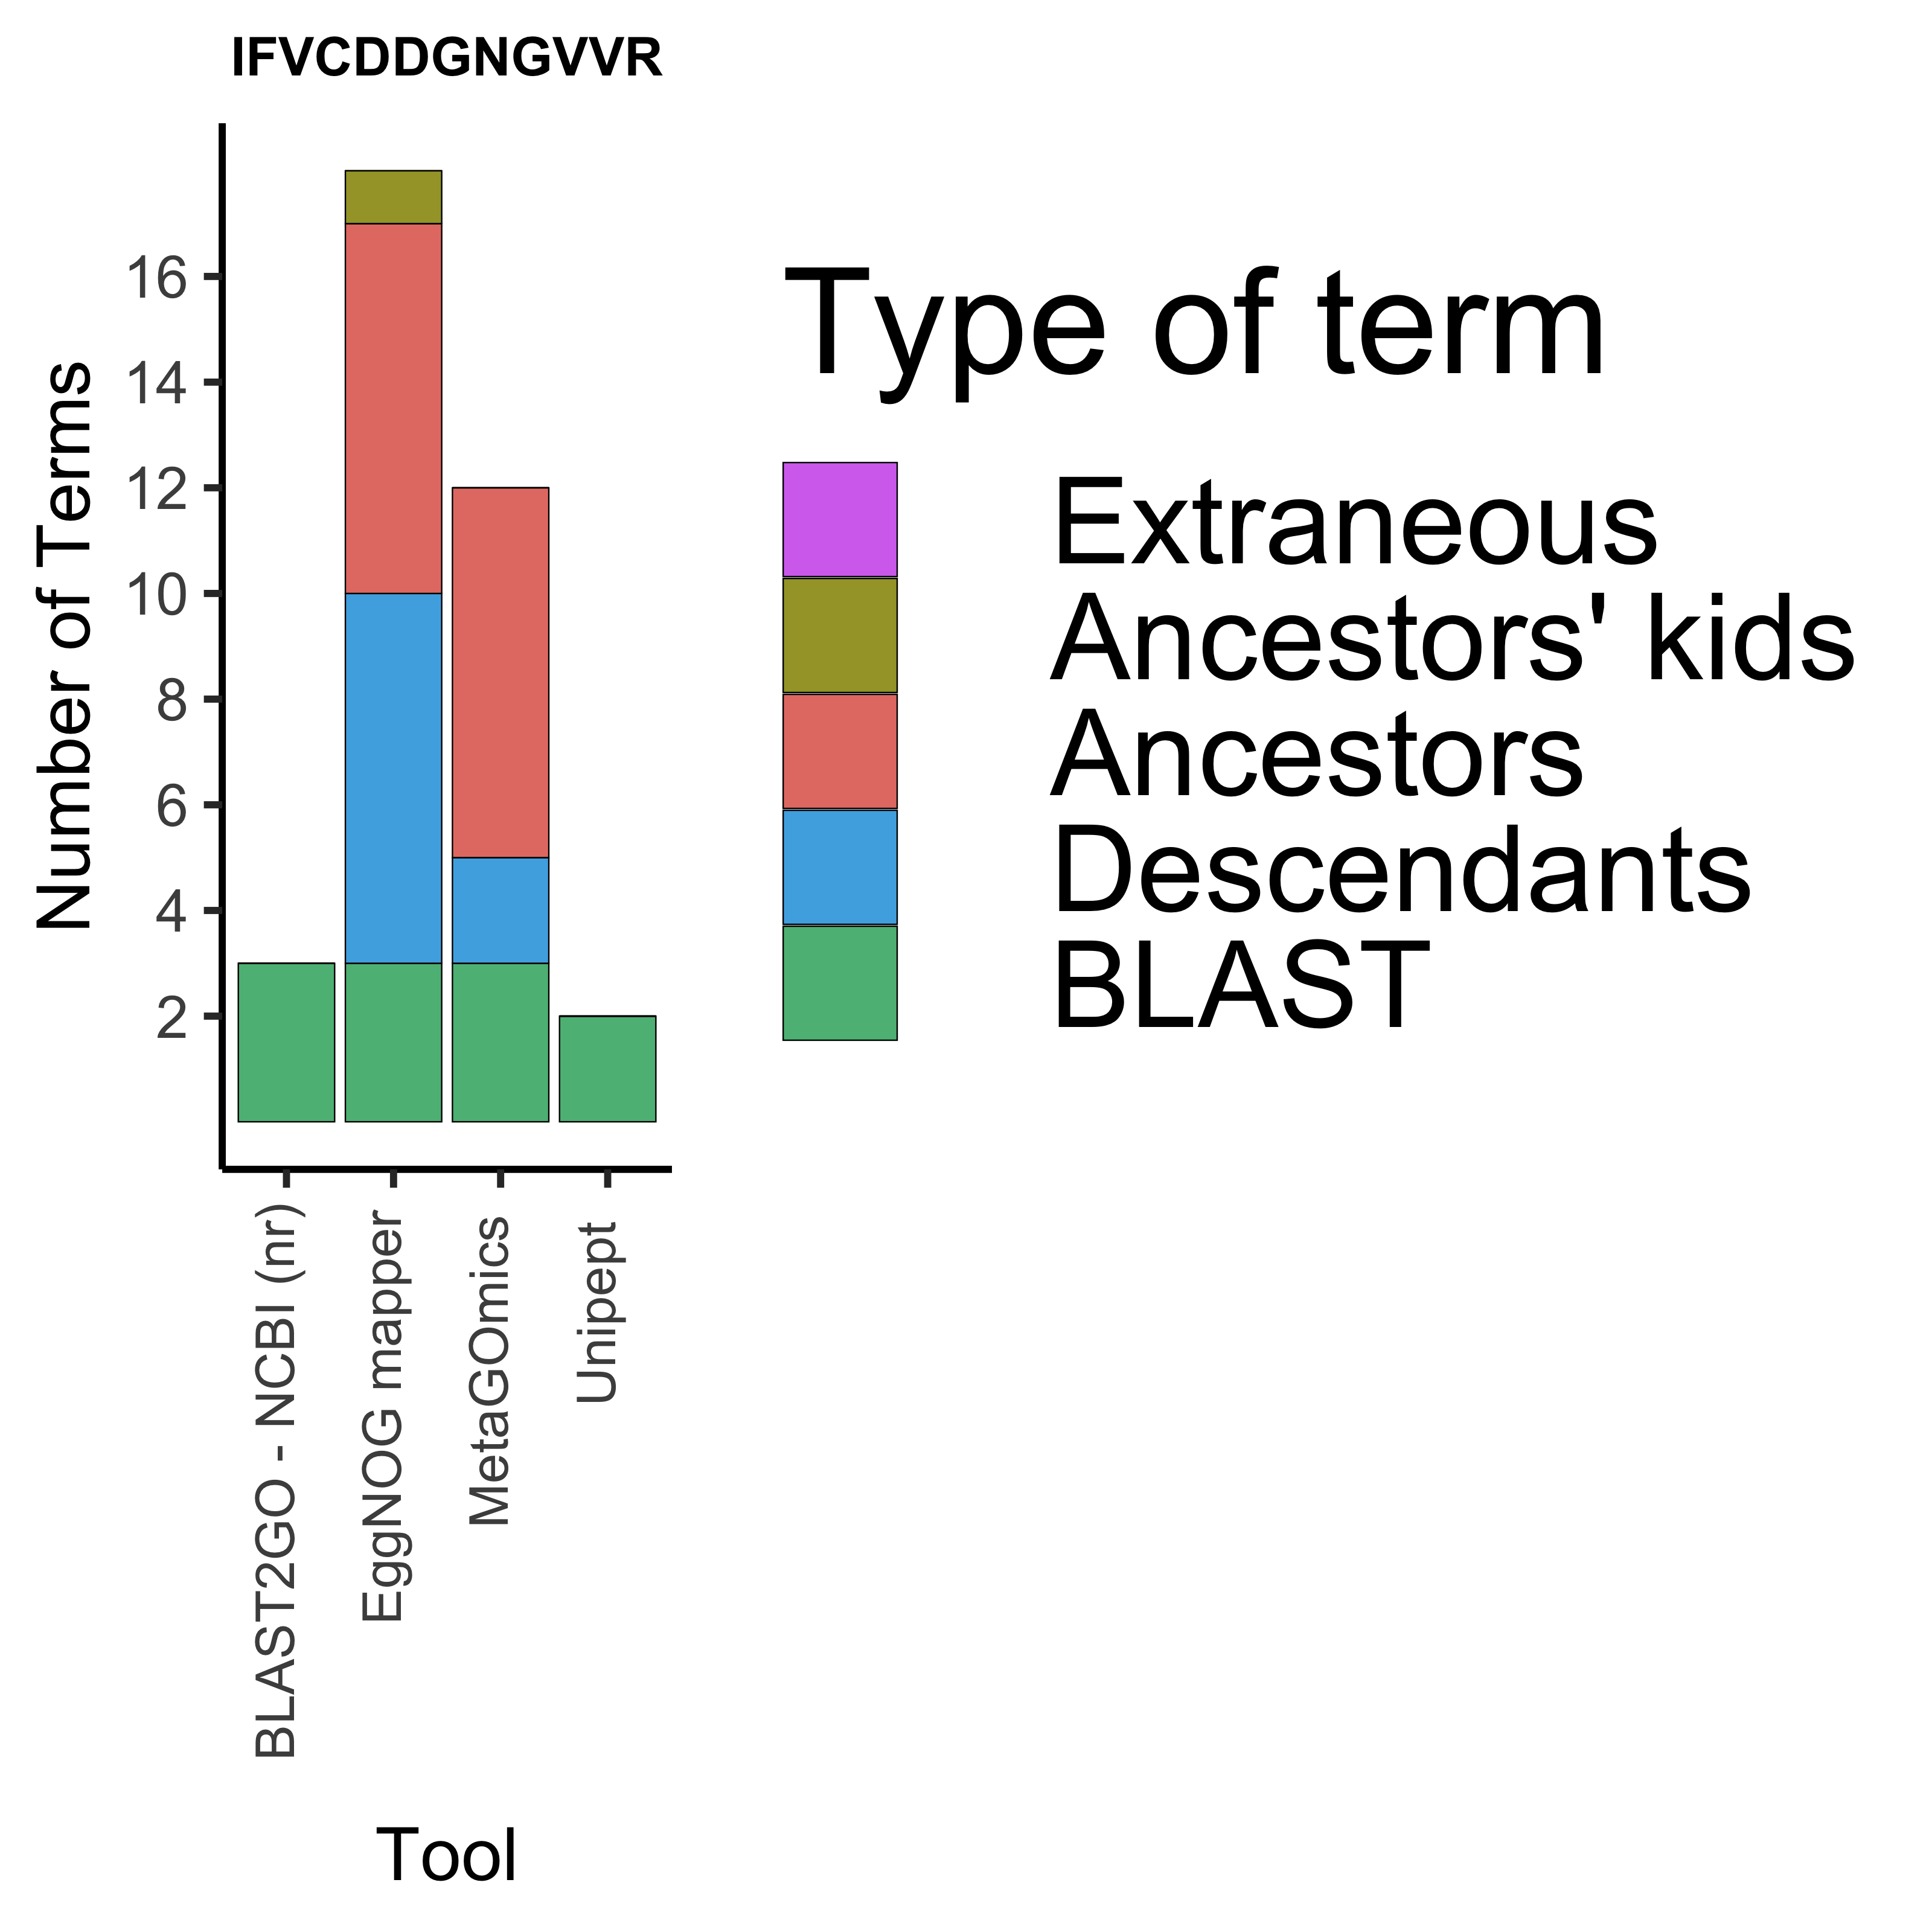 IFVCDDGNGVVR
Number of Terms
16
14
12
10
8
6
4
2
BLAST2GO - NCBI (nr)
EggNOG mapper
MetaGOmics
Unipept
Tool
Type of term
Extraneous
Ancestors' kids
Ancestors
Descendants
BLAST